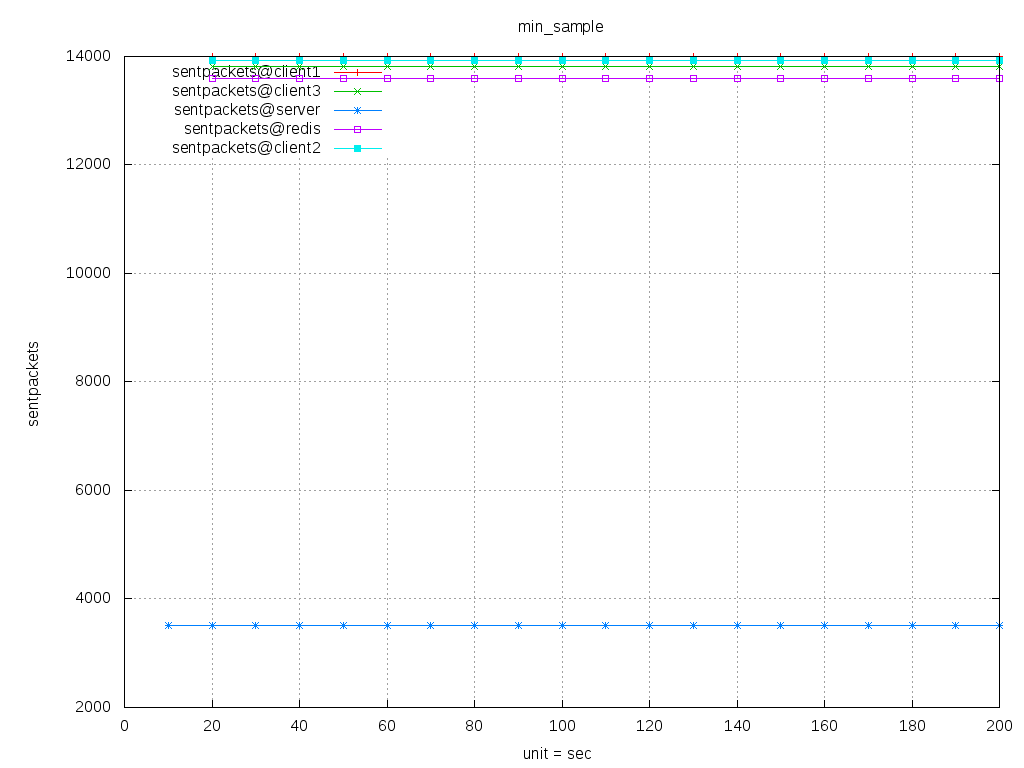 min_sample
14000
12000
10000
8000
6000
4000
2000
sentpackets
sentpackets@client1
sentpackets@client3
sentpackets@server
sentpackets@redis
sentpackets@client2
0 20 40 60 80 100 120 140 160 180 200
unit = sec